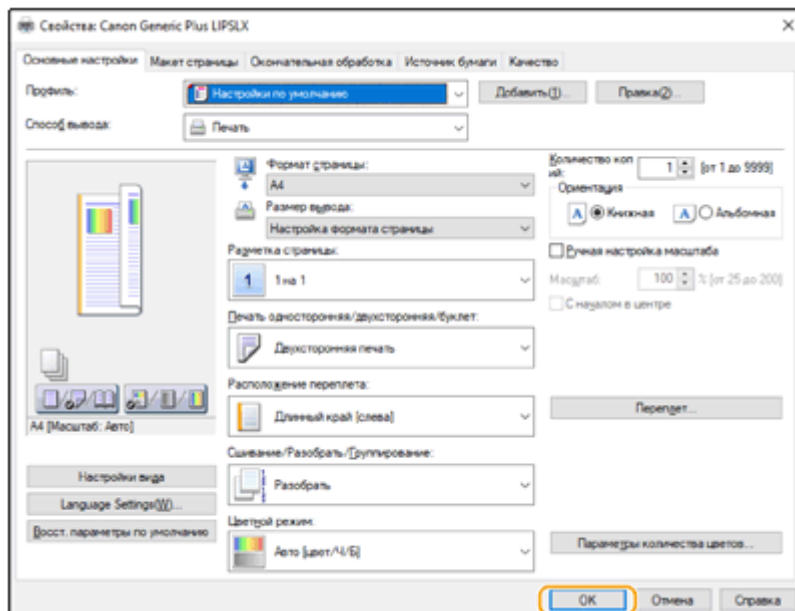 Свойства: Canon Generic Plus LIPSLX
Основные настройки Макет страницы Окончательная обработка Источник бумаги Качество
Профиль: Настройки по умолчанию Добавить(1)... Правка(2)...
Способ вывода: Печать
Формат страницы:
A4
Размер вывода:
Настройка формата страницы
Разметка страницы:
1
1 на 1
Печать односторонняя/двухсторонняя/буклет:
Двухсторонняя печать
Расположение переплета:
Длинный край [слева]
Сшивание/Разобрать/Группирование:
Разобрать
Цветной режим:
Авто [цвет/Ч/Б]
Количество коп
ий: 1 [от 1 до 9999]
Ориентация
A Книжная A Альбомная
Ручная настройка масштаба
Масштаб: 100 % [от 25 до 200]
С началом в центре
Переплет...
Параметры количества цветов...
A4 [Масштаб: Авто]
Настройки вида
Language Settings(W)...
Восст. параметры по умолчанию
OK Отмена Справка